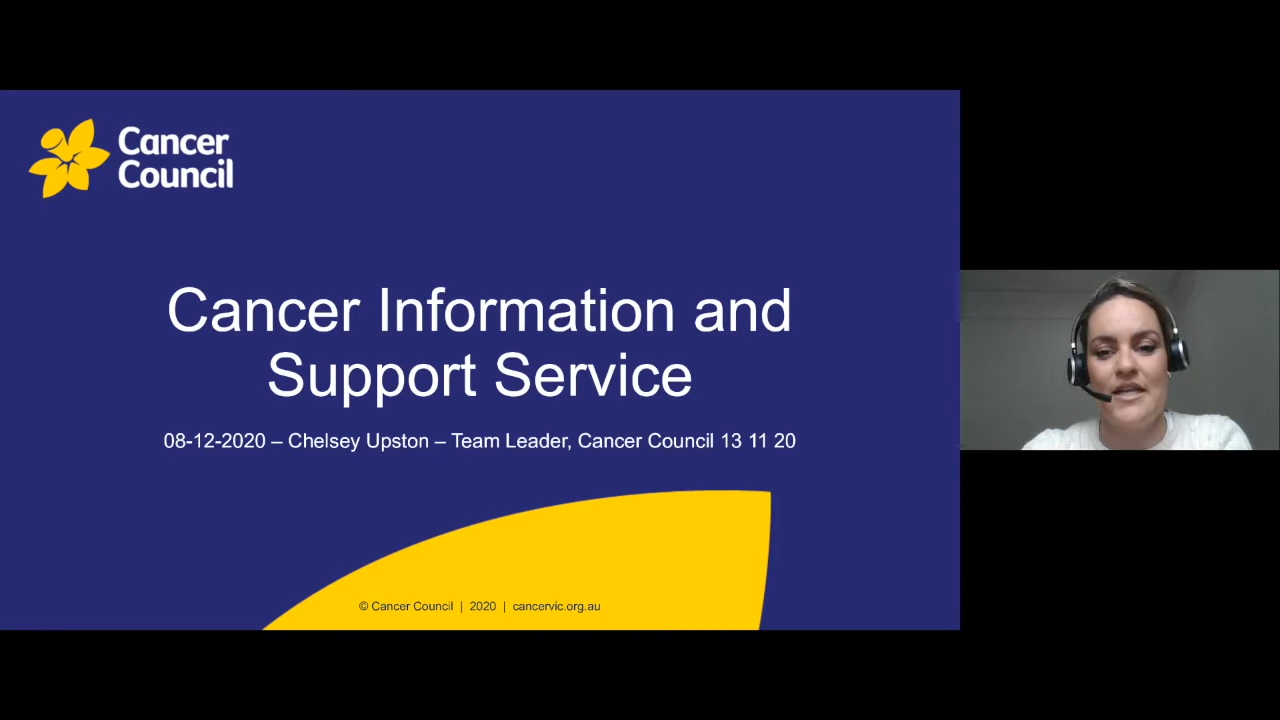 Cancer
Council
Cancer Information and
Support Service
08-12-2020 – Chelsey Upston – Team Leader, Cancer Council 13 11 20
© Cancer Council | 2020 | cancervic.org.au